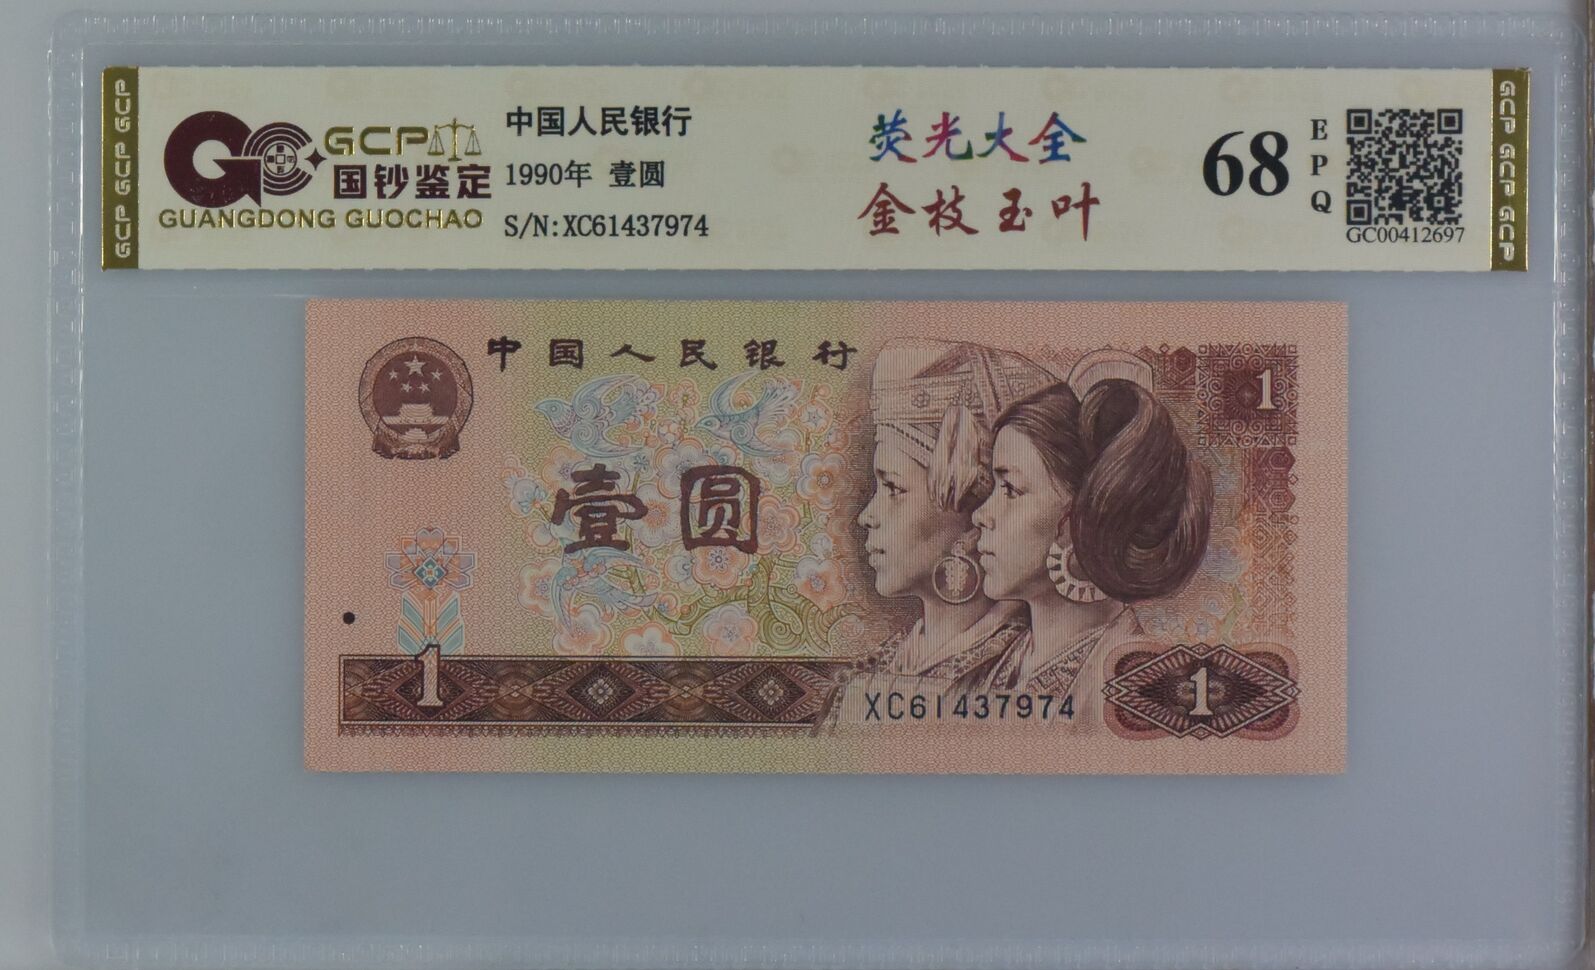 GCP
国钞鉴定
GUANGDONG GUOCHAO
中国人民银行
1990年 壹圆
S/N:XC61437974
荧光大全
金枝玉叶
68
EPQ
GC00412697
GCP GCP GCP
GCP GCP GCP
中国人民银行
1
壹圆
1
XC61437974
1